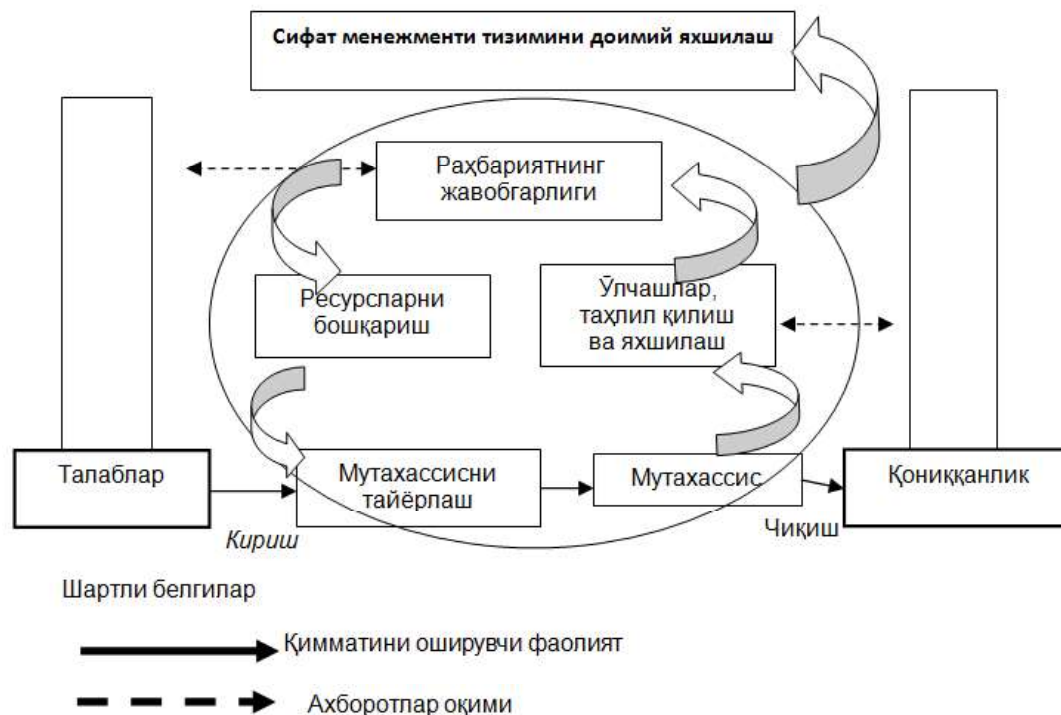 Сифат менежменти тизимини доимий яхшилаш
Раҳбариятнинг
жавобгарлиги
Ресурсларни
бошқариш
Ўлчашлар,
таҳлил қилиш
ва яхшилаш
Талаблар
Мутахассисни
тайёрлаш
Мутахассис
Қониққанлик
Кириш
Чиқиш
Шартли белгилар
Қимматини оширувчи фаолият
Ахборотлар оқими